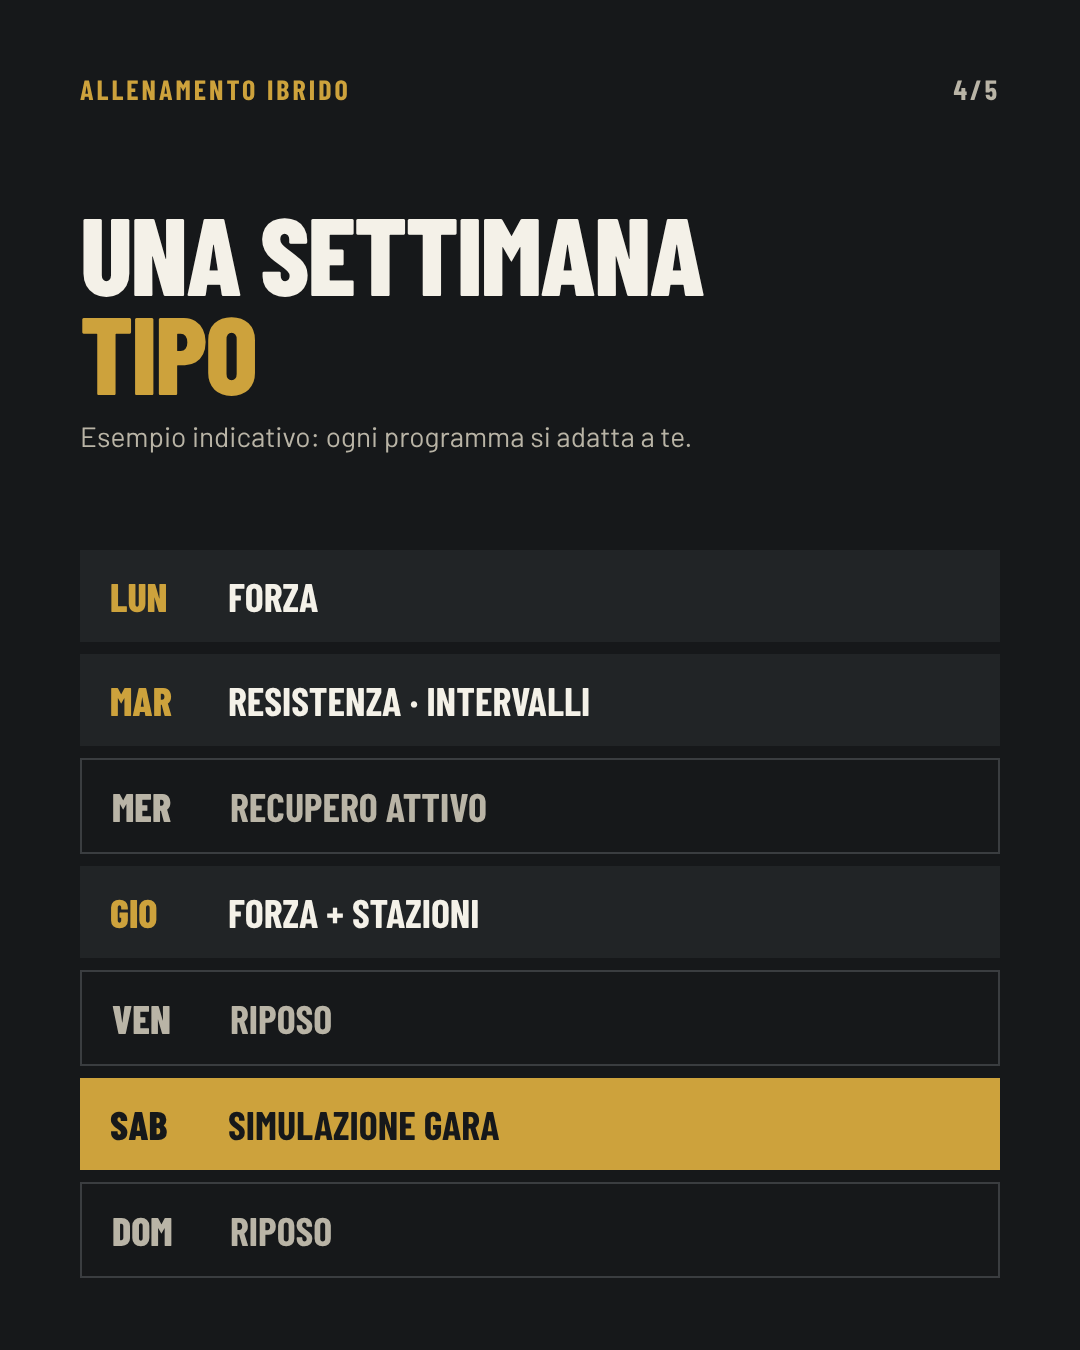 ALLENAMENTO IBRIDO 4/5
UNA SETTIMANA
TIPO
Esempio indicativo: ogni programma si adatta a te.
LUN FORZA
MAR RESISTENZA · INTERVALLI
MER RECUPERO ATTIVO
GIO FORZA + STAZIONI
VEN RIPOSO
SAB SIMULAZIONE GARA
DOM RIPOSO